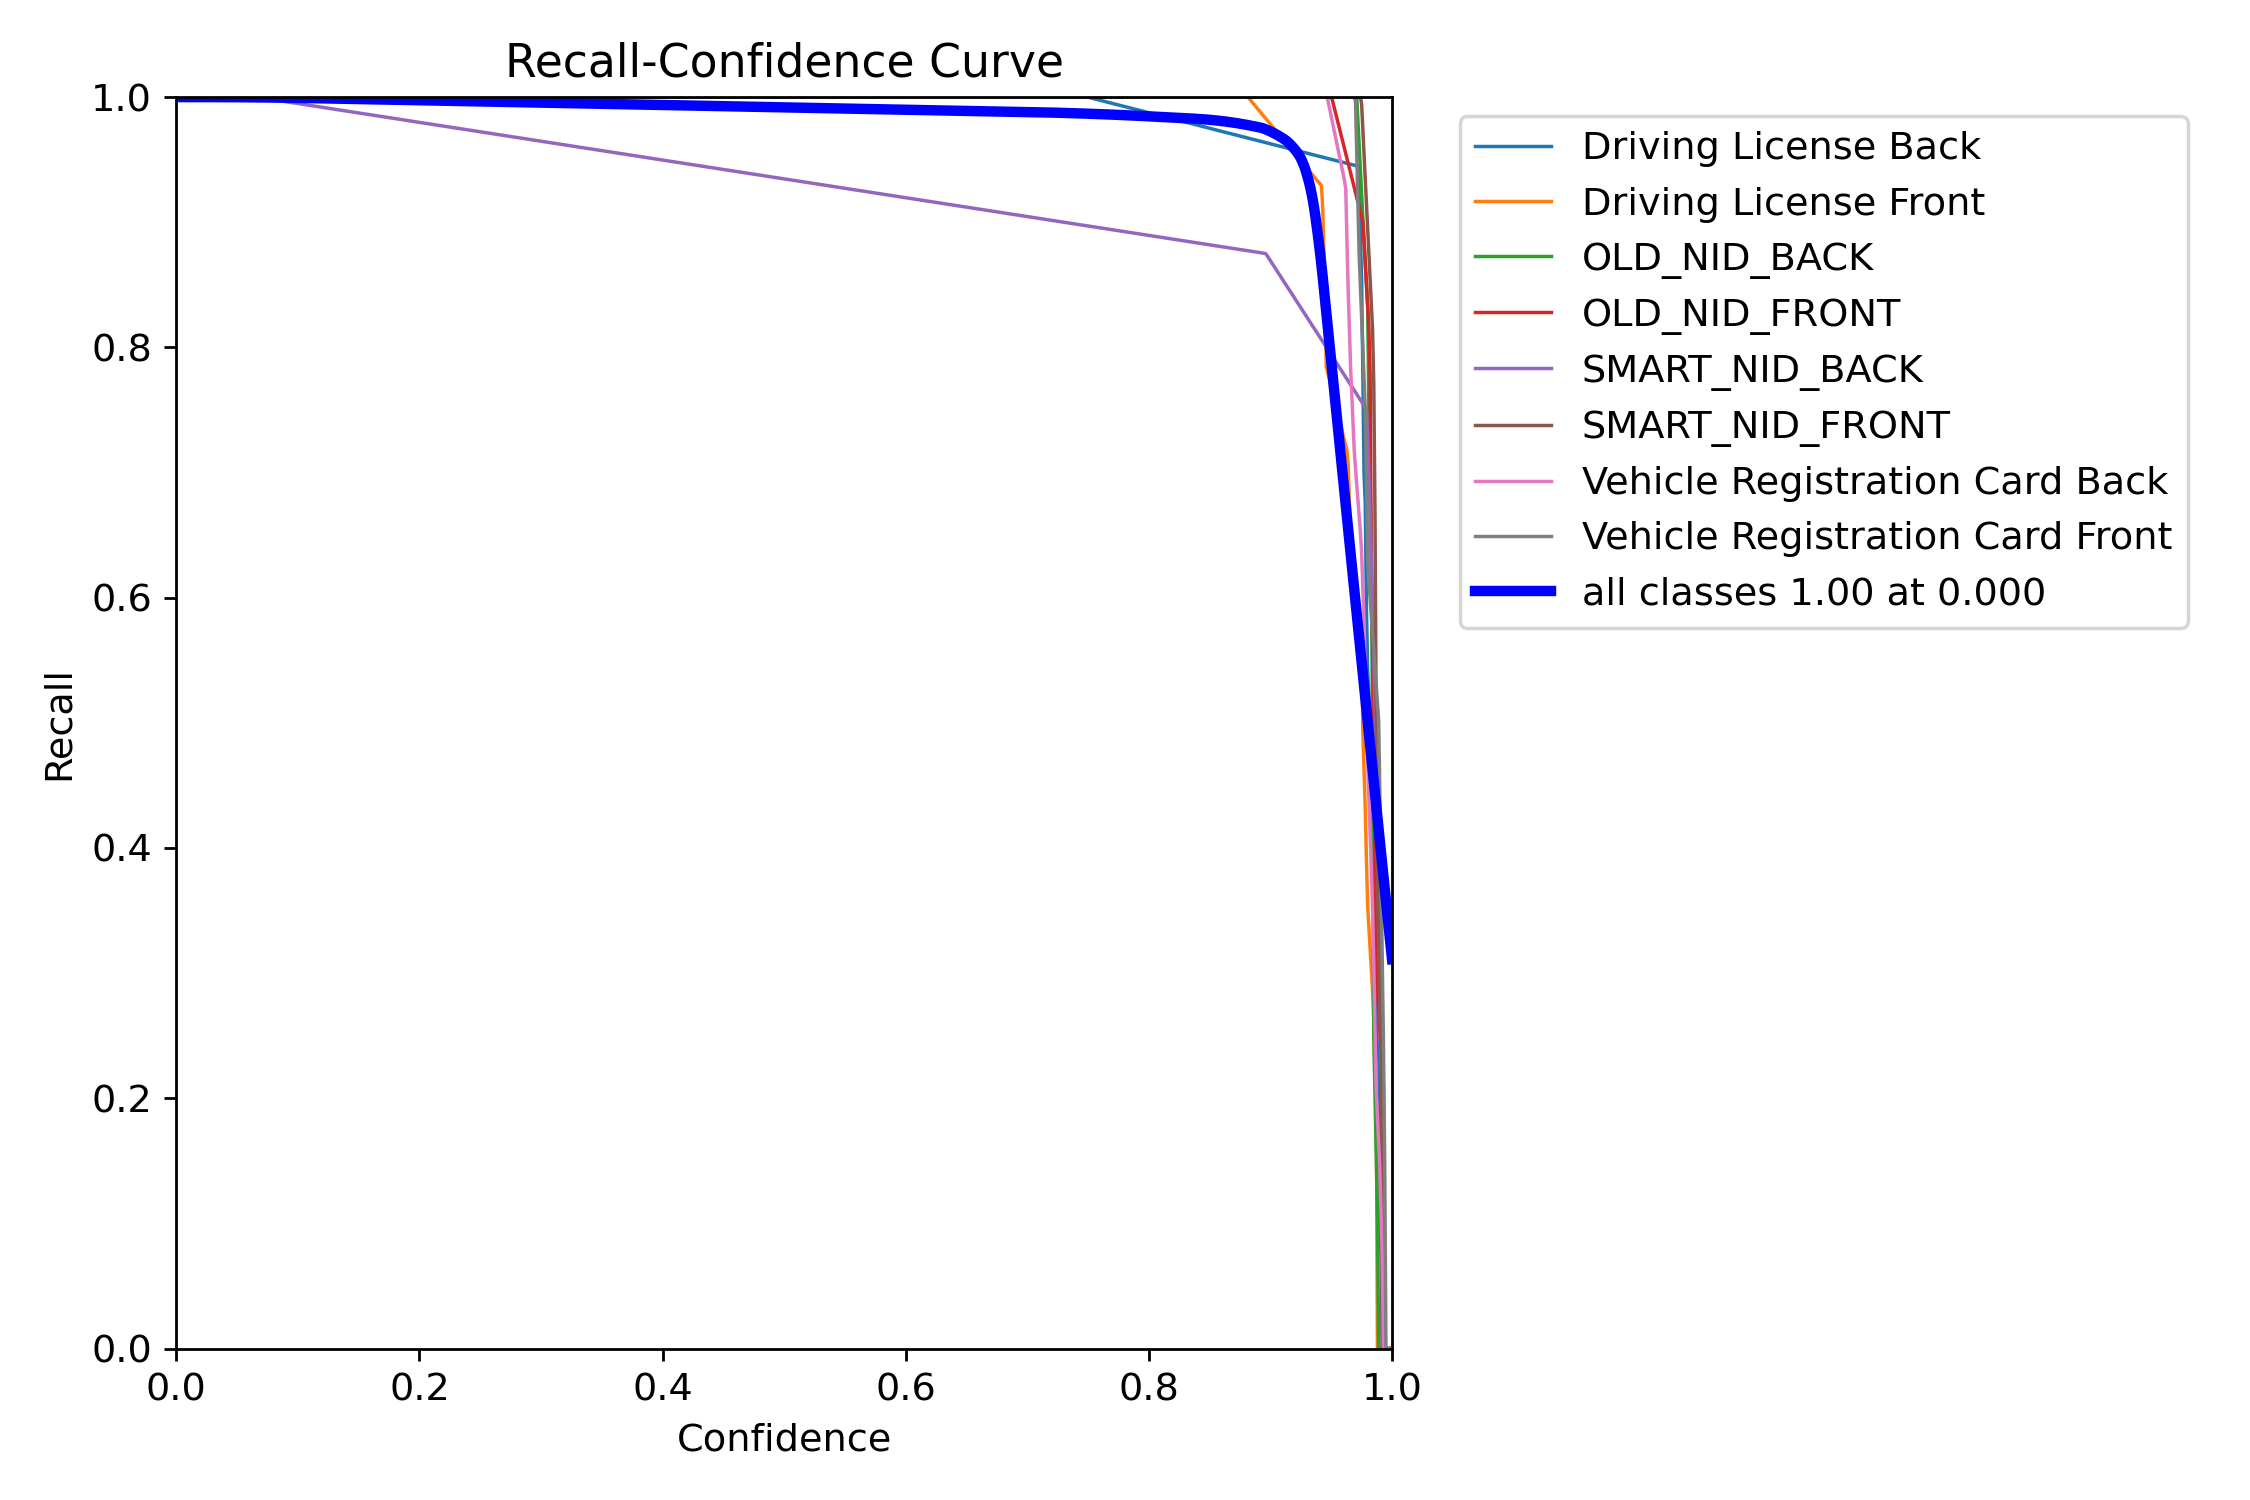 Recall-Confidence Curve
1.0
0.8
0.6
0.4
0.2
0.0
Recall
0.0 0.2 0.4 0.6 0.8 1.0
Confidence
Driving License Back
Driving License Front
OLD_NID_BACK
OLD_NID_FRONT
SMART_NID_BACK
SMART_NID_FRONT
Vehicle Registration Card Back
Vehicle Registration Card Front
all classes 1.00 at 0.000